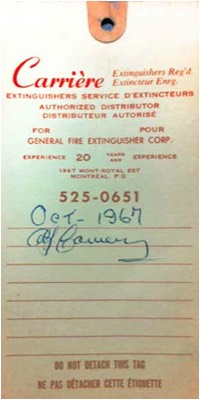 Carrière Extinguishers Reg'd.
Extincteur Enrg.
EXTINGUISHERS SERVICE D'EXTINCTEURS
AUTHORIZED DISTRIBUTOR
DISTRIBUTEUR AUTORISÉ
FOR POUR
GENERAL FIRE EXTINGUISHER CORP.
EXPERIENCE 20 YEARS ANS EXPERIENCE
1967 MONT-ROYAL EST
MONTRÉAL, P.Q.
525-0651
Oct - 1967
DO NOT DETACH THIS TAG
NE PAS DÉTACHER CETTE ÉTIQUETTE